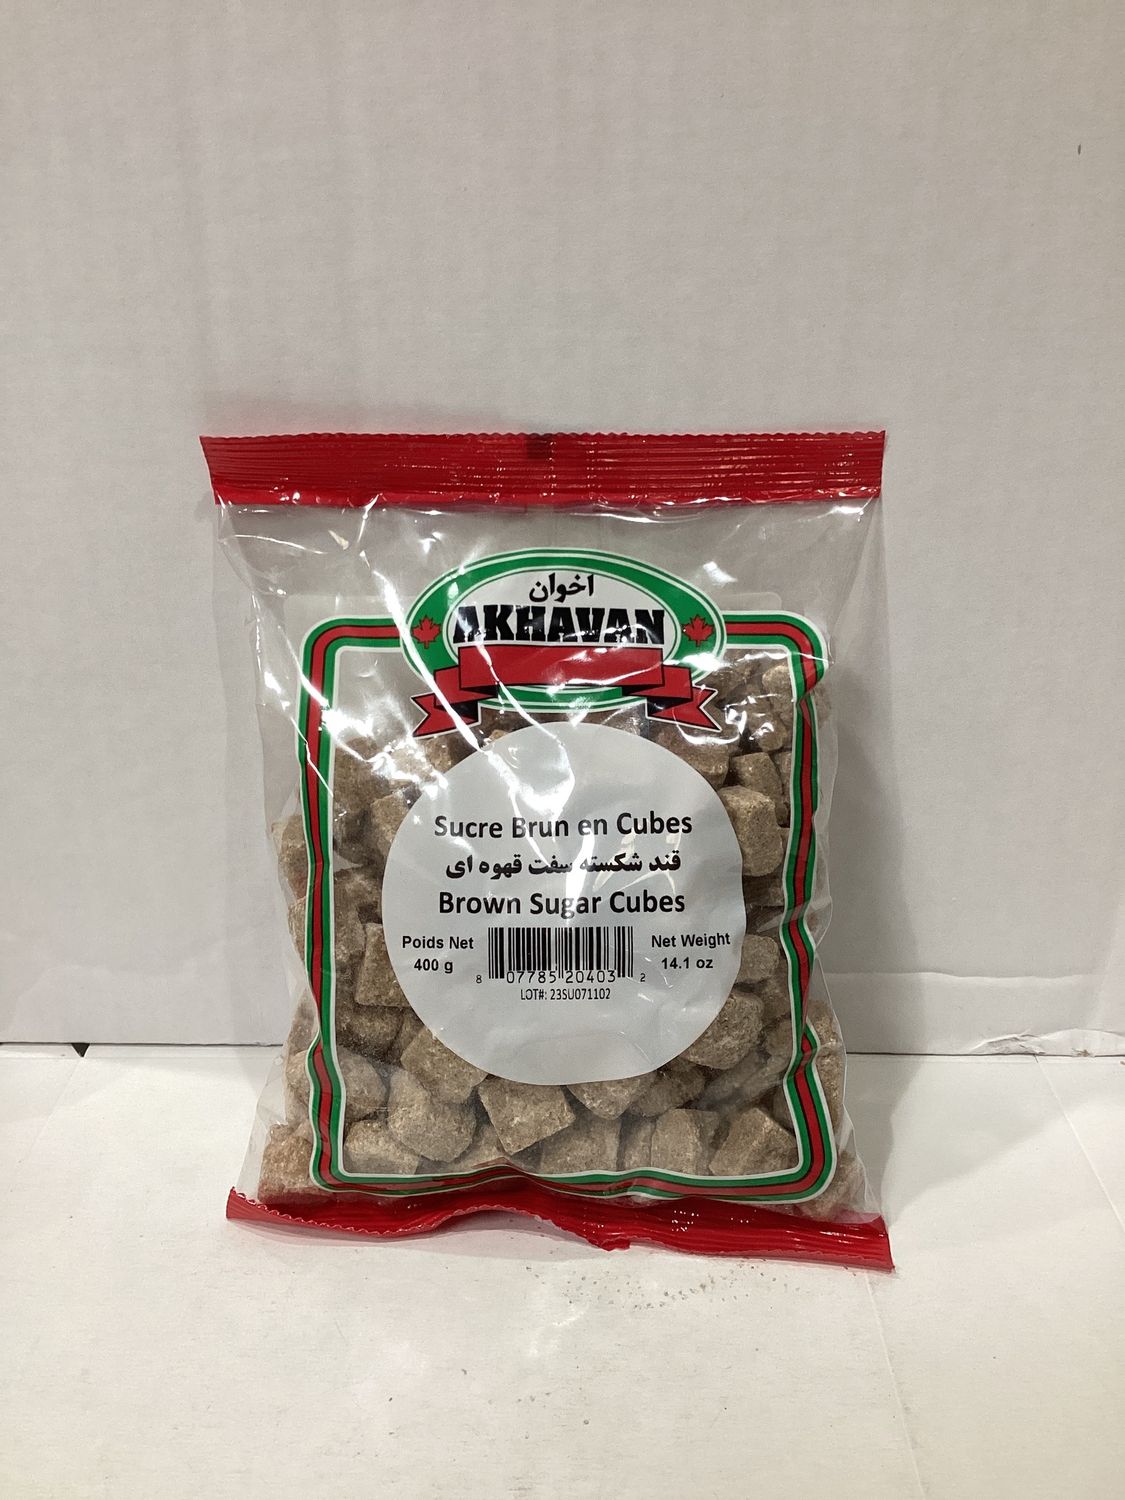 اخوان
AKHAVAN
Sucre Brun en Cubes
قند شکسته سفت قهوه ای
Brown Sugar Cubes
Poids Net
400 g
Net Weight
14.1 oz
8 07785 20403 2
LOT#: 23SU071102